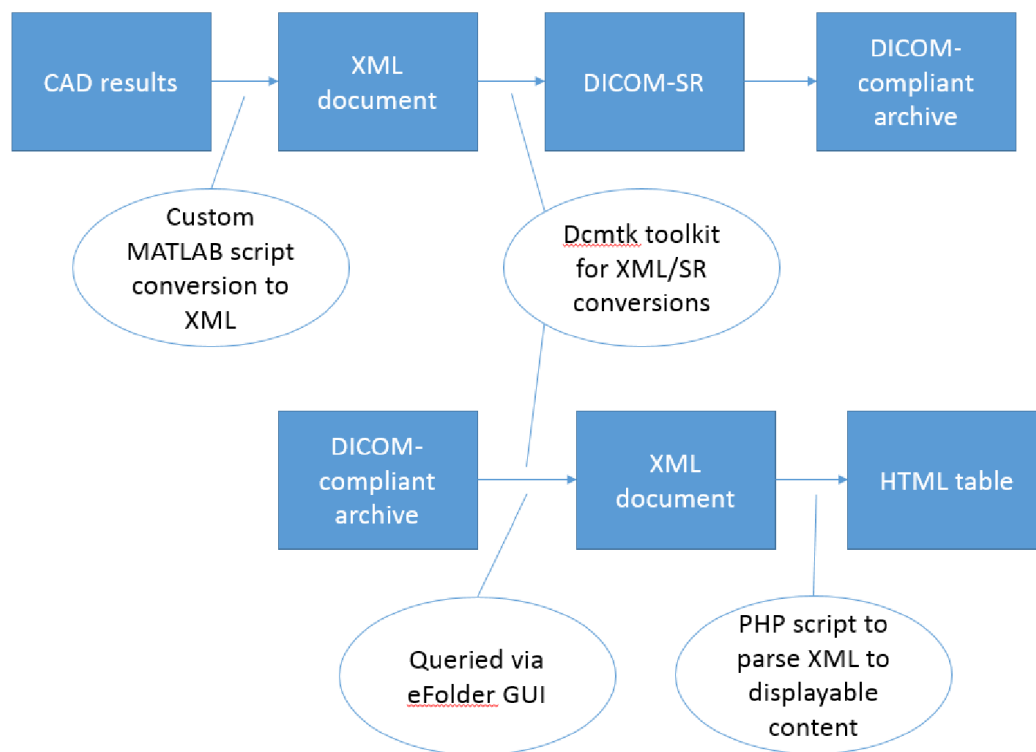 CAD results
XML
document
DICOM-SR
DICOM-
compliant
archive
Custom
MATLAB script
conversion to
XML
Dcmtk toolkit
for XML/SR
conversions
DICOM-
compliant
archive
XML
document
HTML table
Queried via
eFolder GUI
PHP script to
parse XML to
displayable
content